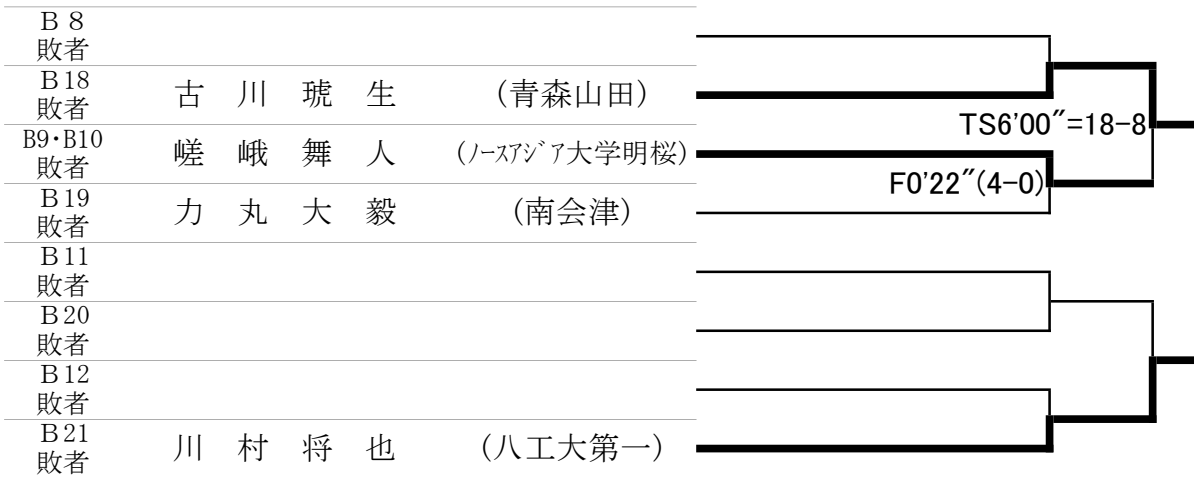 B 8
敗者
B18
敗者
古 川 琥 生 (青森山田)
TS6'00″=18-8
B9・B10
敗者
嵯 峨 舞 人 (ノースアジア大学明桜)
F0'22″(4-0)
B19
敗者
力 丸 大 毅 (南会津)
B11
敗者
B20
敗者
B12
敗者
B21
敗者
川 村 将 也 (八工大第一)